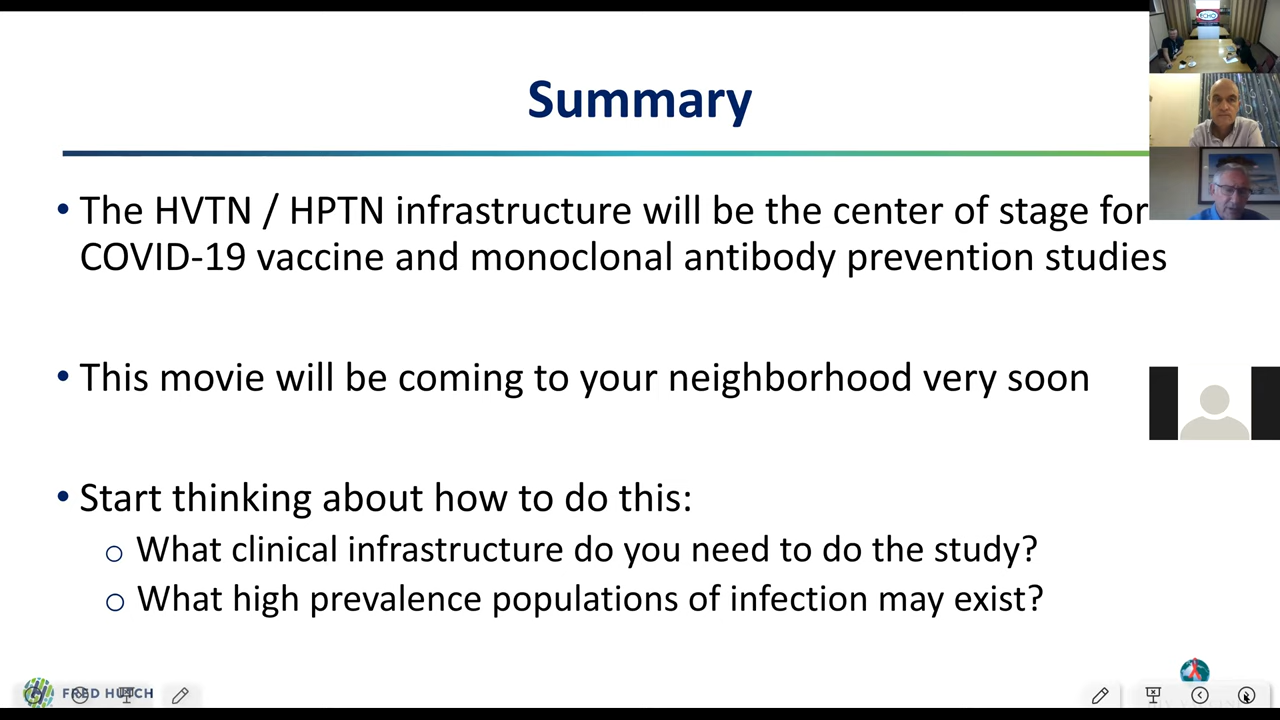 Summary
• The HVTN / HPTN infrastructure will be the center of stage for
COVID-19 vaccine and monoclonal antibody prevention studies
• This movie will be coming to your neighborhood very soon
• Start thinking about how to do this:
o What clinical infrastructure do you need to do the study?
o What high prevalence populations of infection may exist?
FRED HUTCH
ECHO